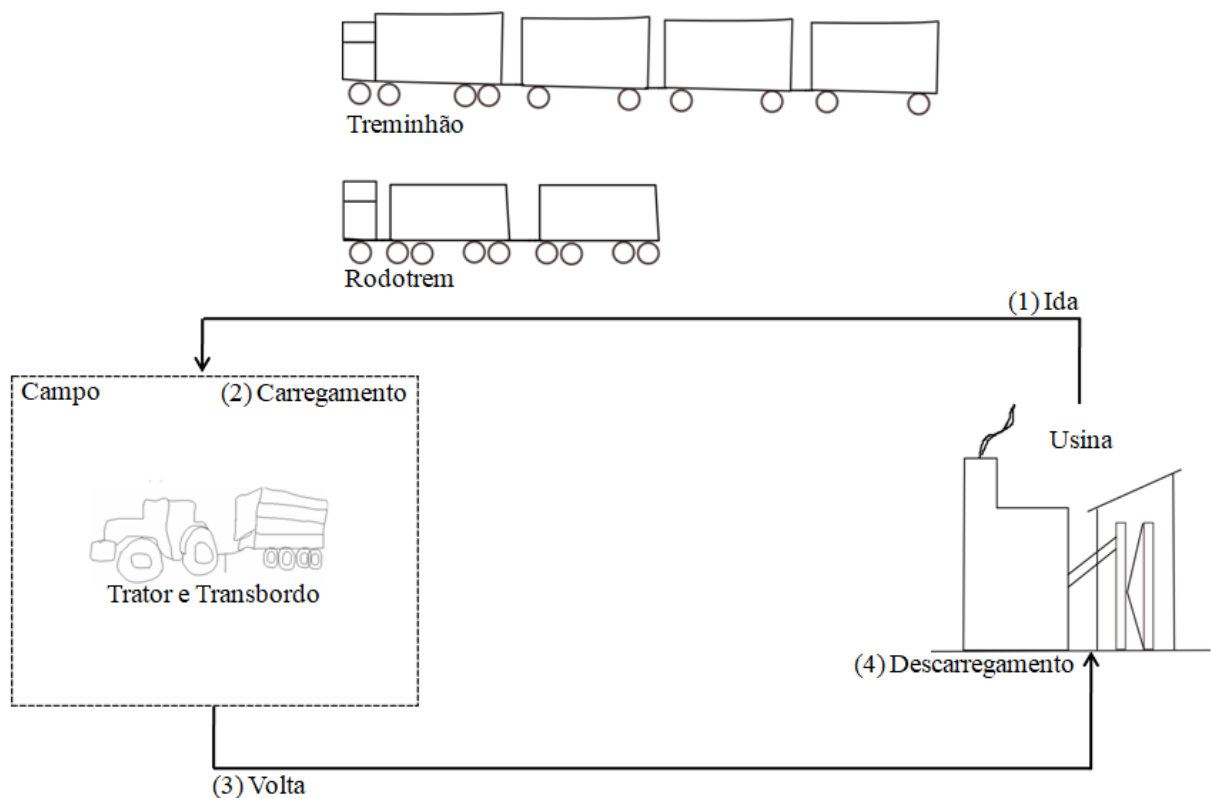 Treminhão
Rodotrem
(1) Ida
Campo
(2) Carregamento
Usina
Trator e Transbordo
(4) Descarregamento
(3) Volta